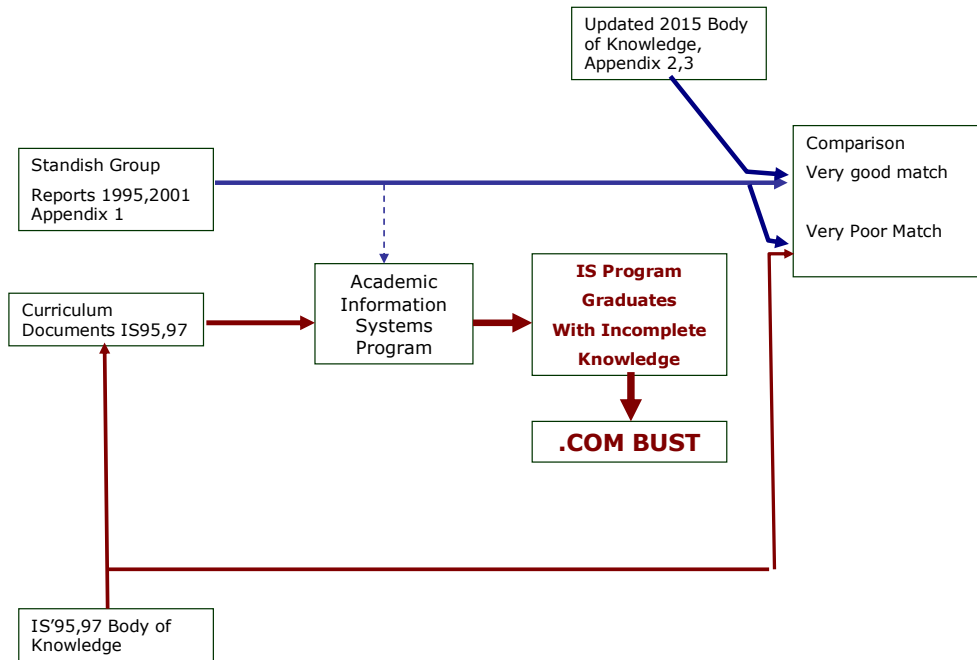 Updated 2015 Body
of Knowledge,
Appendix 2,3
Comparison
Very good match
Very Poor Match
Standish Group
Reports 1995,2001
Appendix 1
Academic
Information
Systems
Program
IS Program
Graduates
With Incomplete
Knowledge
Curriculum
Documents IS95,97
.COM BUST
IS’95,97 Body of
Knowledge